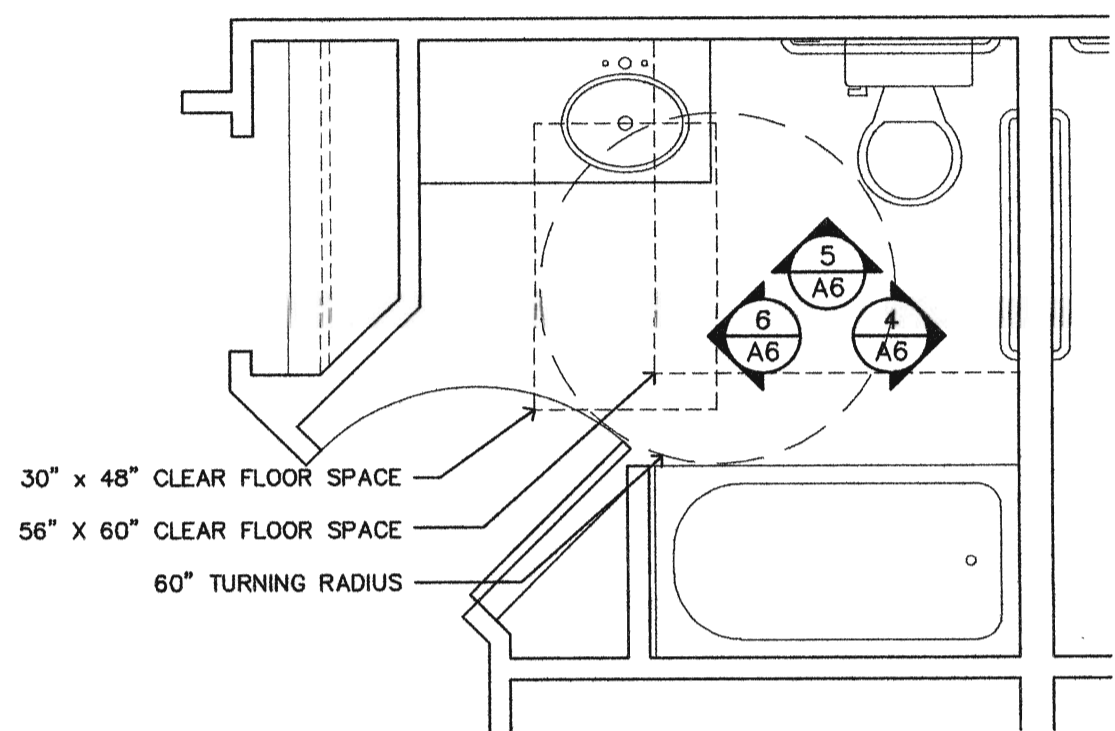 5
A6
6
A6
4
A6
30" x 48" CLEAR FLOOR SPACE
56" X 60" CLEAR FLOOR SPACE
60" TURNING RADIUS